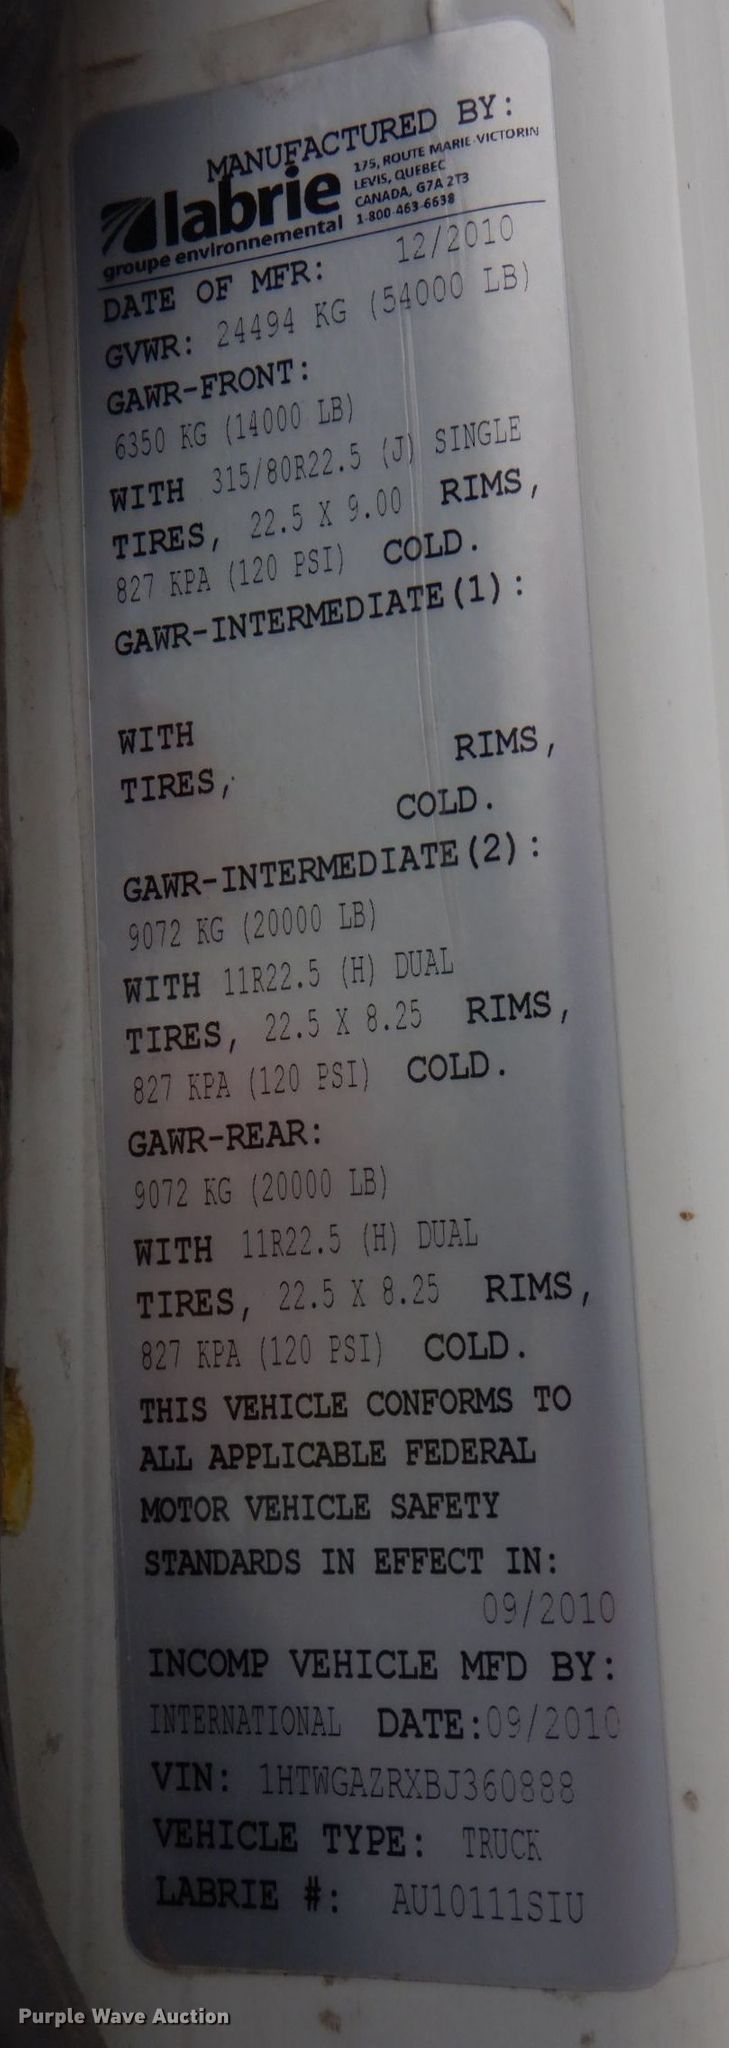 MANUFACTURED BY:
labrie
groupe environnemental
175, ROUTE MARIE-VICTORIN
LEVIS, QUEBEC
CANADA, G7A 2T3
1-800-463-6638
DATE OF MFR: 12/2010
GVWR: 24494 KG (54000 LB)
GAWR-FRONT:
6350 KG (14000 LB)
WITH 315/80R22.5 (J) SINGLE
TIRES, 22.5 X 9.00 RIMS,
827 KPA (120 PSI) COLD.
GAWR-INTERMEDIATE(1):
WITH
TIRES, RIMS,
COLD.
GAWR-INTERMEDIATE(2):
9072 KG (20000 LB)
WITH 11R22.5 (H) DUAL
TIRES, 22.5 X 8.25 RIMS,
827 KPA (120 PSI) COLD.
GAWR-REAR:
9072 KG (20000 LB)
WITH 11R22.5 (H) DUAL
TIRES, 22.5 X 8.25 RIMS,
827 KPA (120 PSI) COLD.
THIS VEHICLE CONFORMS TO
ALL APPLICABLE FEDERAL
MOTOR VEHICLE SAFETY
STANDARDS IN EFFECT IN:
09/2010
INCOMP VEHICLE MFD BY:
INTERNATIONAL DATE:09/2010
VIN: 1HTWGAZRXBJ360888
VEHICLE TYPE: TRUCK
LABRIE #: AU10111SIU
Purple Wave Auction